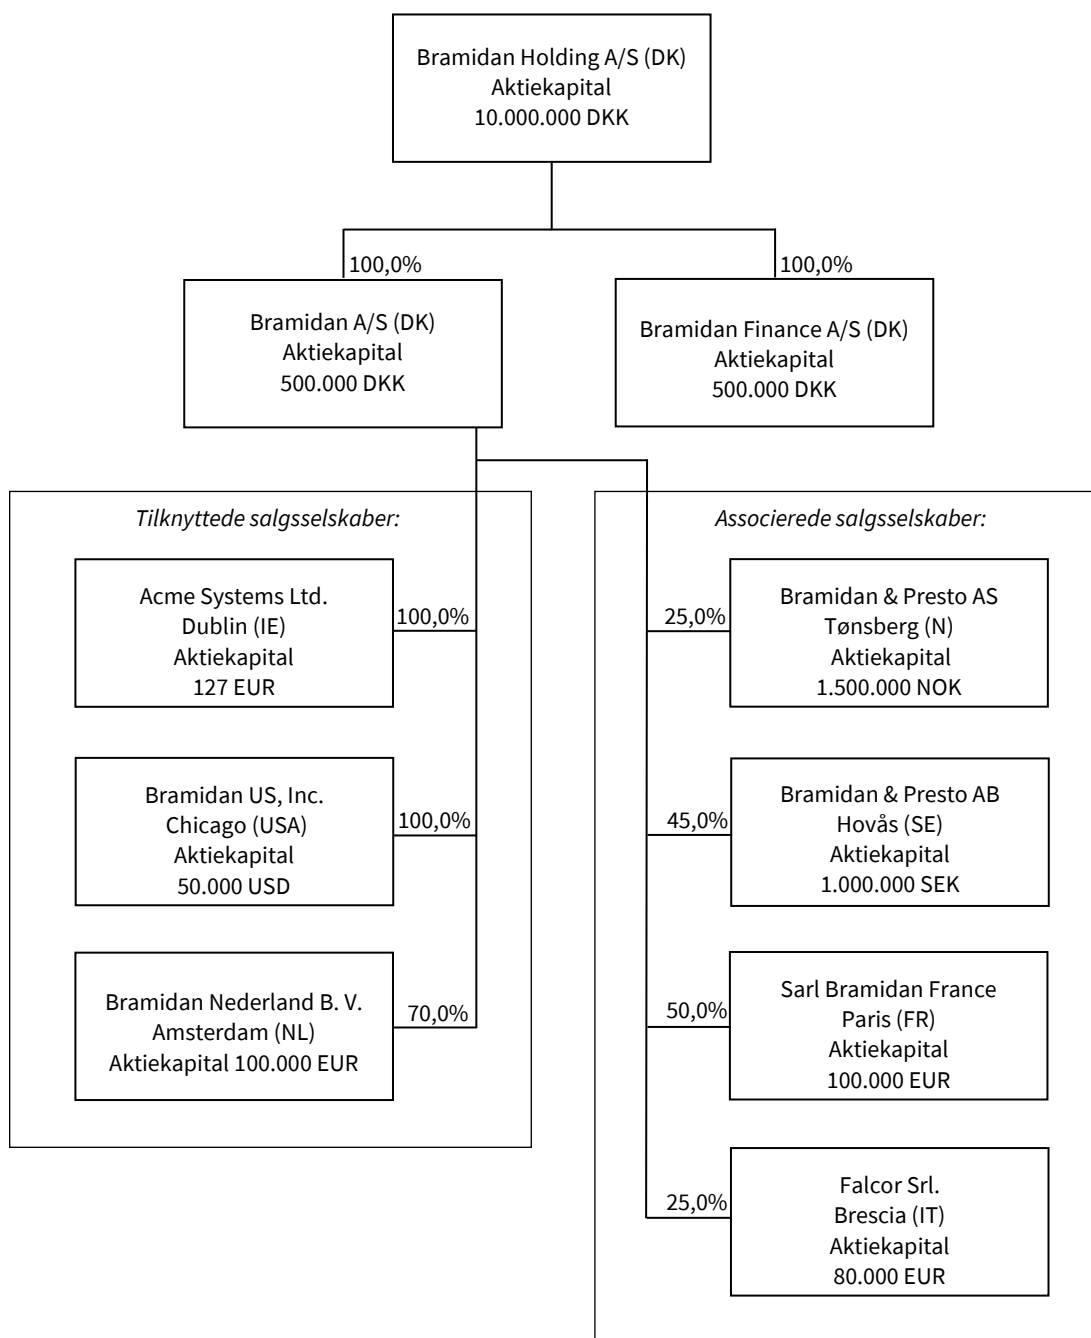 Bramidan Holding A/S (DK)
Aktiekapital
10.000.000 DKK
100,0%
100,0%
Bramidan A/S (DK)
Aktiekapital
500.000 DKK
Bramidan Finance A/S (DK)
Aktiekapital
500.000 DKK
Tilknyttede salgsselskaber:
Acme Systems Ltd.
Dublin (IE)
Aktiekapital
127 EUR
100,0%
Bramidan US, Inc.
Chicago (USA)
Aktiekapital
50.000 USD
100,0%
Bramidan Nederland B. V.
Amsterdam (NL)
Aktiekapital 100.000 EUR
70,0%
Associerede salgsselskaber:
25,0%
Bramidan & Presto AS
Tønsberg (N)
Aktiekapital
1.500.000 NOK
45,0%
Bramidan & Presto AB
Hovås (SE)
Aktiekapital
1.000.000 SEK
50,0%
Sarl Bramidan France
Paris (FR)
Aktiekapital
100.000 EUR
25,0%
Falcor Srl.
Brescia (IT)
Aktiekapital
80.000 EUR